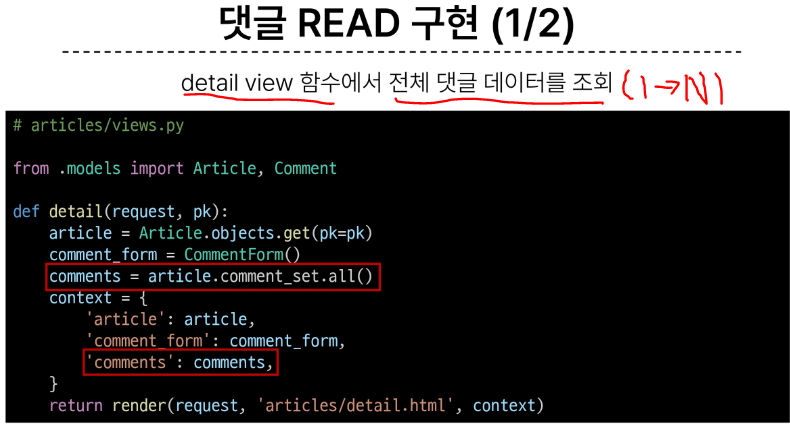 댓글 READ 구현 (1/2)
detail view 함수에서 전체 댓글 데이터를 조회 (1→N)
# articles/views.py
from .models import Article, Comment
def detail(request, pk):
    article = Article.objects.get(pk=pk)
    comment_form = CommentForm()
    comments = article.comment_set.all()
    context = {
        'article': article,
        'comment_form': comment_form,
        'comments': comments,
    }
    return render(request, 'articles/detail.html', context)